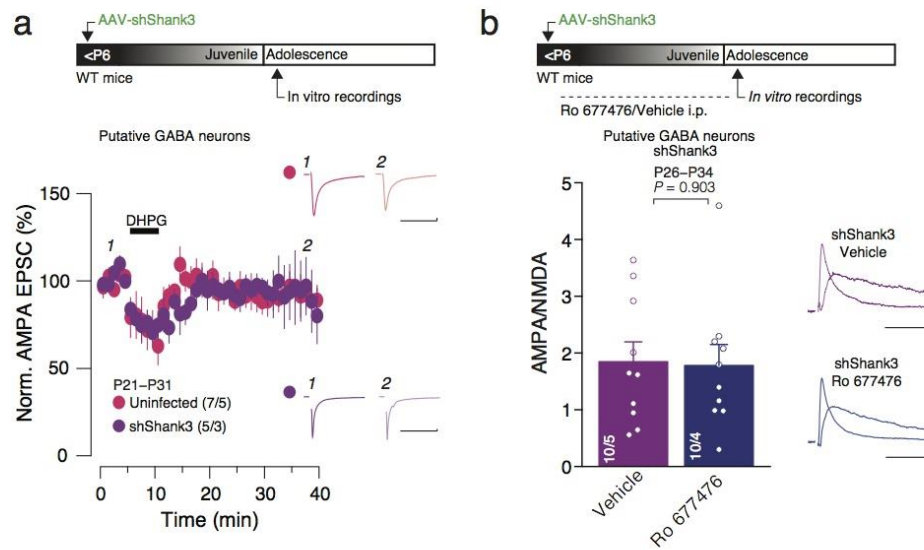 a
AAV-shShank3
<P6
Juvenile
Adolescence
WT mice
In vitro recordings
Putative GABA neurons
1
2
150
DHPG
1
2
Norm. AMPA EPSC (%)
100
50
P21–P31
Uninfected (7/5)
shShank3 (5/3)
1
2
0
0 10 20 30 40
Time (min)
b
AAV-shShank3
<P6
Juvenile
Adolescence
WT mice
In vitro recordings
Ro 677476/Vehicle i.p.
Putative GABA neurons
shShank3
P26–P34
P = 0.903
5
4
3
2
1
0
AMPA/NMDA
10/5
10/4
Vehicle
Ro 677476
shShank3
Vehicle
shShank3
Ro 677476